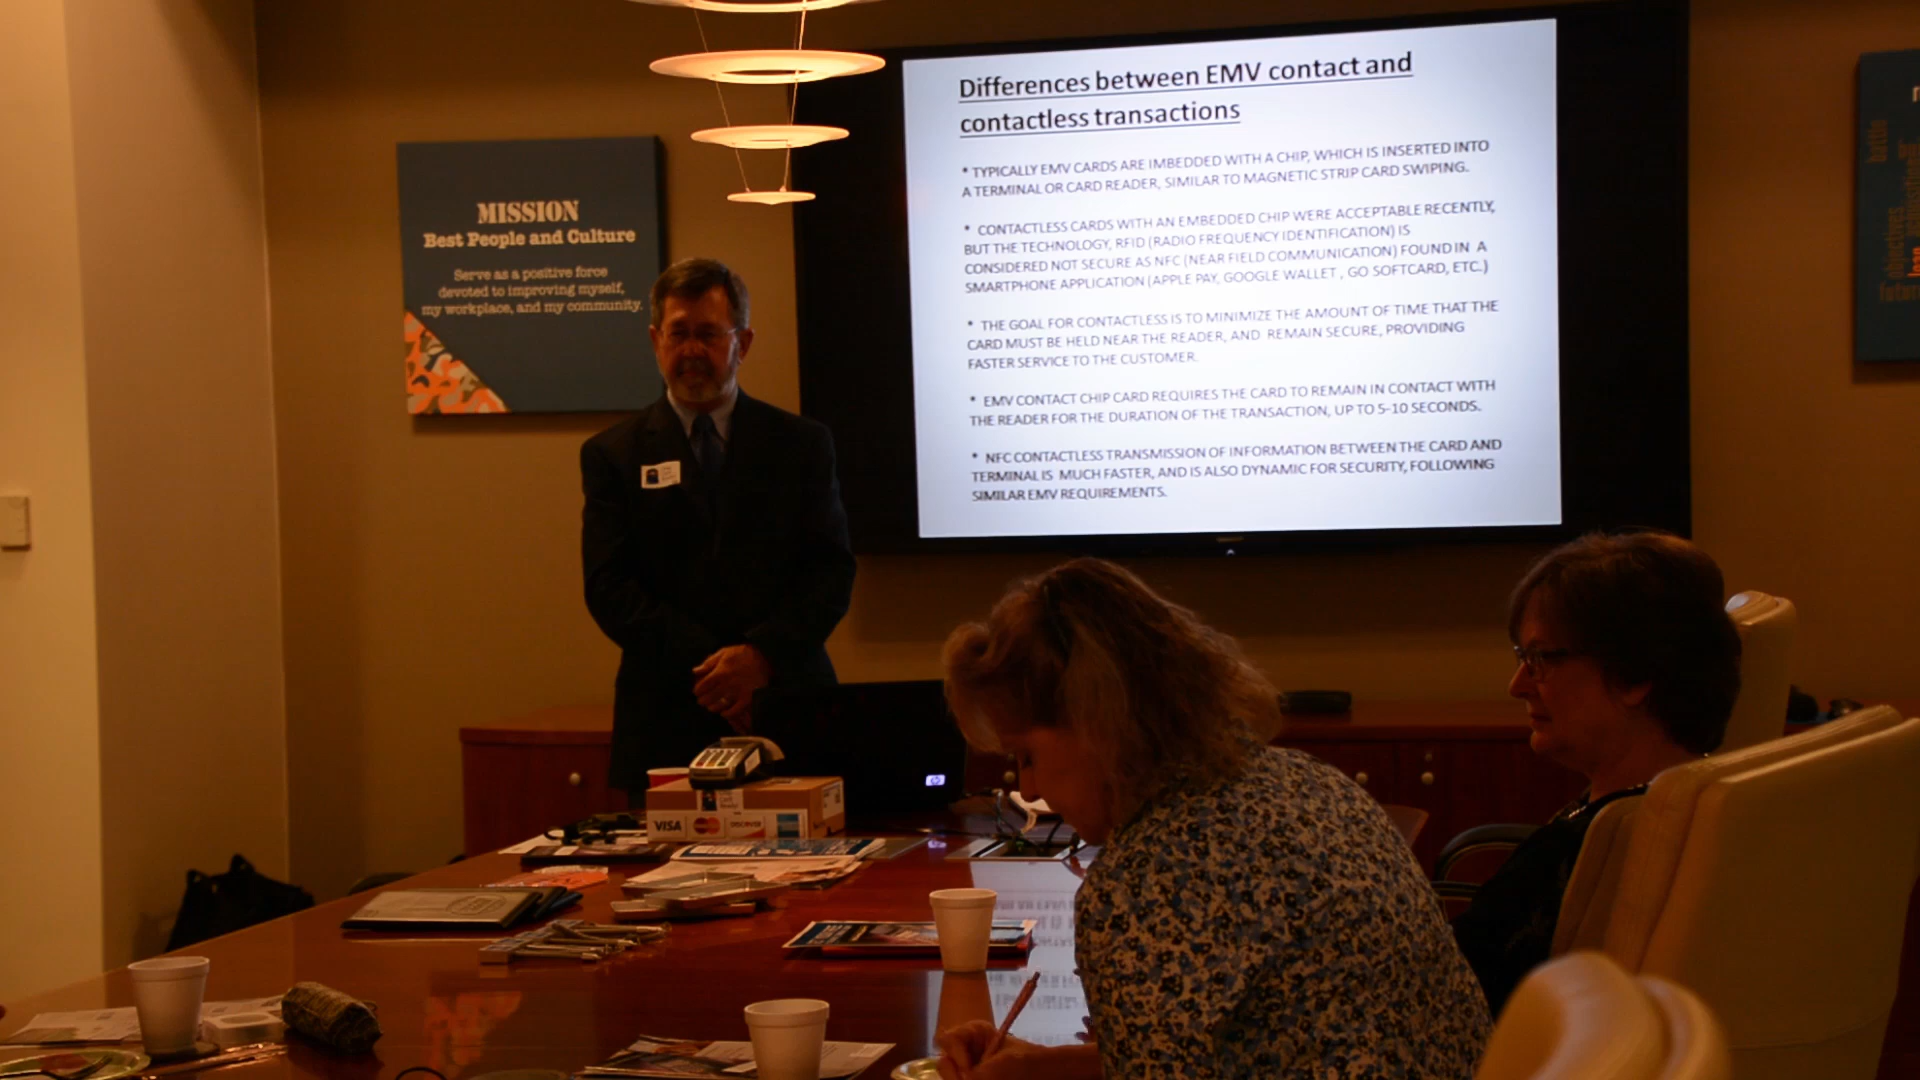 Differences between EMV contact and
contactless transactions
* TYPICALLY EMV CARDS ARE IMBEDDED WITH A CHIP, WHICH IS INSERTED INTO
A TERMINAL OR CARD READER, SIMILAR TO MAGNETIC STRIP CARD SWIPING.
* CONTACTLESS CARDS WITH AN EMBEDDED CHIP WERE ACCEPTABLE RECENTLY,
BUT THE TECHNOLOGY, RFID (RADIO FREQUENCY IDENTIFICATION) IS
CONSIDERED NOT SECURE AS NFC (NEAR FIELD COMMUNICATION) FOUND IN A
SMARTPHONE APPLICATION (APPLE PAY, GOOGLE WALLET , GO SOFTCARD, ETC.)
* THE GOAL FOR CONTACTLESS IS TO MINIMIZE THE AMOUNT OF TIME THAT THE
CARD MUST BE HELD NEAR THE READER, AND REMAIN SECURE, PROVIDING
FASTER SERVICE TO THE CUSTOMER.
* EMV CONTACT CHIP CARD REQUIRES THE CARD TO REMAIN IN CONTACT WITH
THE READER FOR THE DURATION OF THE TRANSACTION, UP TO 5-10 SECONDS.
* NFC CONTACTLESS TRANSMISSION OF INFORMATION BETWEEN THE CARD AND
TERMINAL IS MUCH FASTER, AND IS ALSO DYNAMIC FOR SECURITY, FOLLOWING
SIMILAR EMV REQUIREMENTS.
MISSION
Best People and Culture
Serve as a positive force
devoted to improving myself,
my workplace, and my community.
hp
VISA
DISCOVER